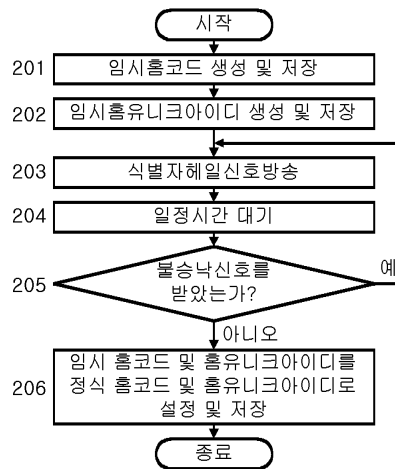 시작
201 임시홈코드 생성 및 저장
202 임시홈유니크아이디 생성 및 저장
203 식별자헤일신호방송
204 일정시간 대기
불승낙신호를
205 받았는가? 예
아니오
임시 홈코드 및 홈유니크아이디를
206 정식 홈코드 및 홈유니크아이디로
설정 및 저장
종료